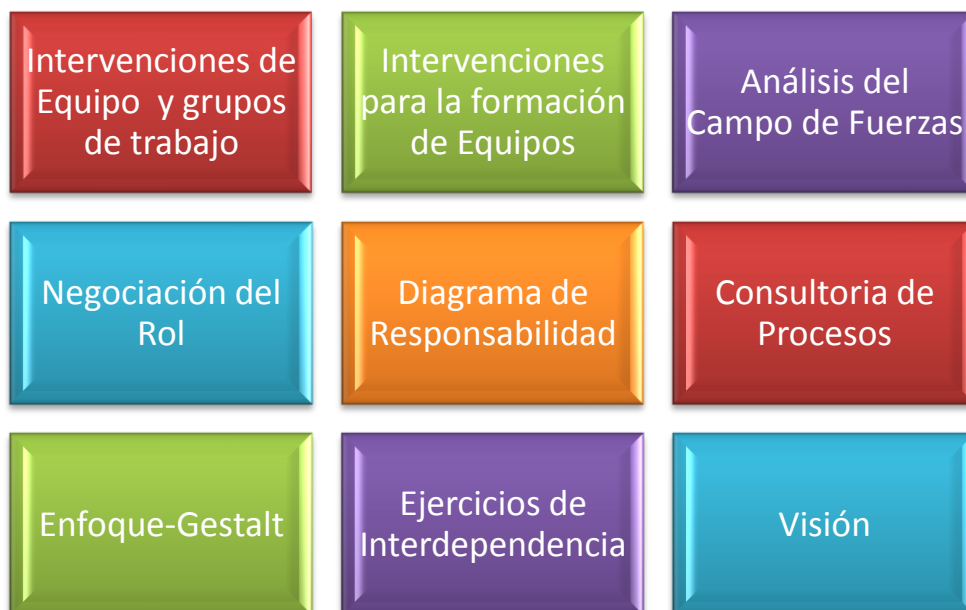 Intervenciones de
Equipo y grupos
de trabajo
Intervenciones
para la formación
de Equipos
Análisis del
Campo de Fuerzas
Negociación del
Rol
Diagrama de
Responsabilidad
Consultoria de
Procesos
Enfoque-Gestalt
Ejercicios de
Interdependencia
Visión